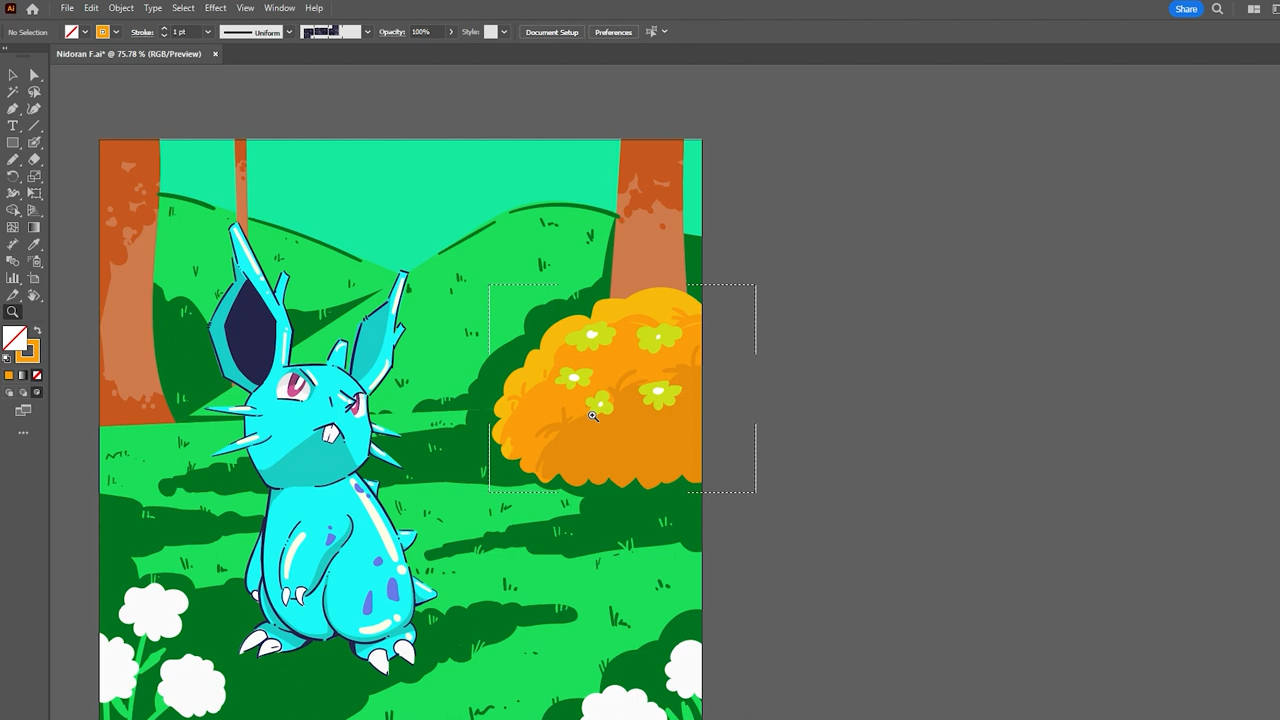 Ai File Edit Object Type Select Effect View Window Help Share
No Selection Stroke: 1 pt Uniform Opacity: 100% Style: Document Setup Preferences
Nidoran F.ai* @ 75.78 % (RGB/Preview) ×
T